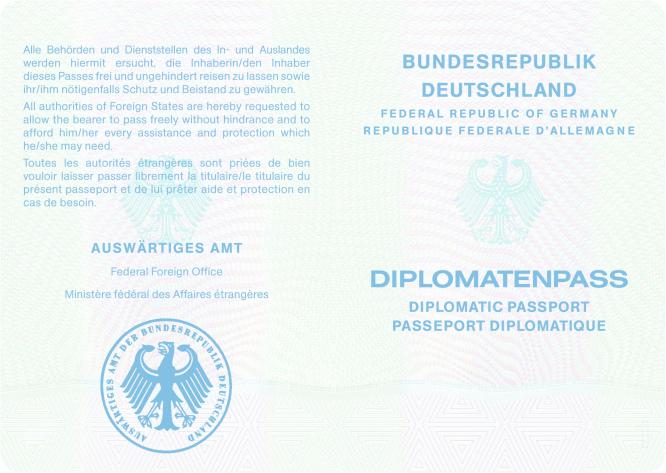 Alle Behörden und Dienststellen des In- und Auslandes
werden hiermit ersucht, die Inhaberin/den Inhaber
dieses Passes frei und ungehindert reisen zu lassen sowie
ihr/ihm nötigenfalls Schutz und Beistand zu gewähren.
All authorities of Foreign States are hereby requested to
allow the bearer to pass freely without hindrance and to
afford him/her every assistance and protection which
he/she may need.
Toutes les autorités étrangères sont priées de bien
vouloir laisser passer librement la titulaire/le titulaire du
présent passeport et de lui prêter aide et protection en
cas de besoin.
AUSWÄRTIGES AMT
Federal Foreign Office
Ministère fédéral des Affaires étrangères
AUSWÄRTIGES AMT DER BUNDESREPUBLIK DEUTSCHLAND
BUNDESREPUBLIK
DEUTSCHLAND
FEDERAL REPUBLIC OF GERMANY
REPUBLIQUE FEDERALE D'ALLEMAGNE
DIPLOMATENPASS
DIPLOMATIC PASSPORT
PASSEPORT DIPLOMATIQUE